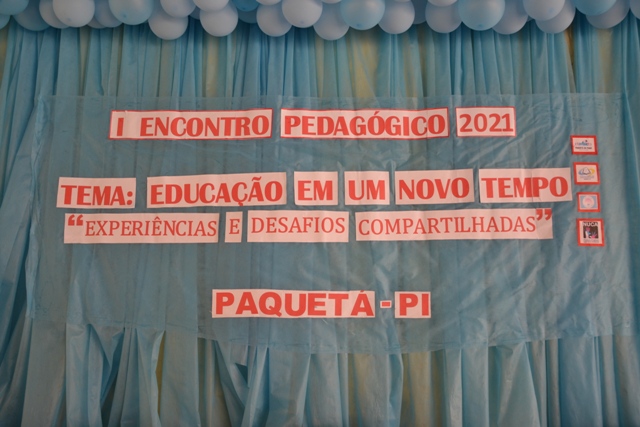 I ENCONTRO PEDAGÓGICO 2021
TEMA: EDUCAÇÃO EM UM NOVO TEMPO
“EXPERIÊNCIAS E DESAFIOS COMPARTILHADAS”
PAQUETÁ-PI